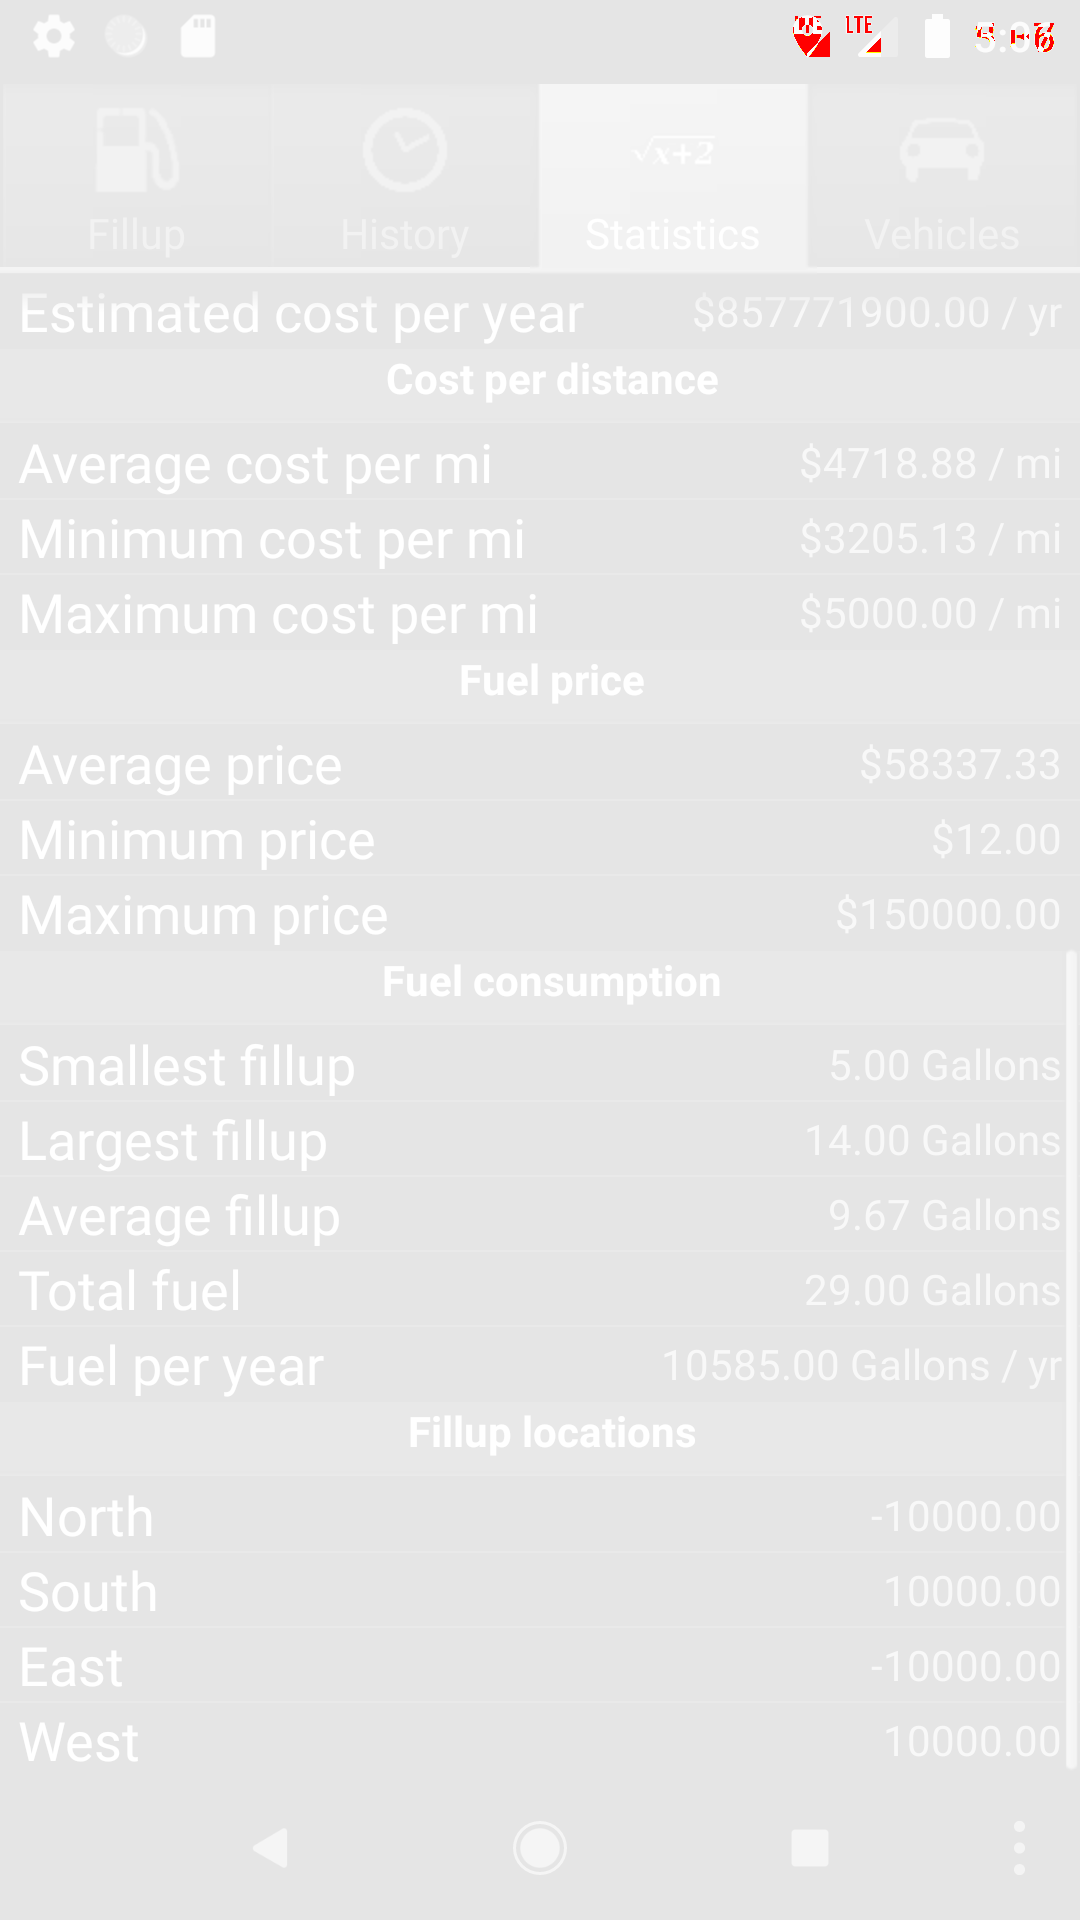 LTE
Fillup History √x+2 Statistics Vehicles
Estimated cost per year $857771900.00 / yr
Cost per distance
Average cost per mi $4718.88 / mi
Minimum cost per mi $3205.13 / mi
Maximum cost per mi $5000.00 / mi
Fuel price
Average price $58337.33
Minimum price $12.00
Maximum price $150000.00
Fuel consumption
Smallest fillup 5.00 Gallons
Largest fillup 14.00 Gallons
Average fillup 9.67 Gallons
Total fuel 29.00 Gallons
Fuel per year 10585.00 Gallons / yr
Fillup locations
North -10000.00
South 10000.00
East -10000.00
West 10000.00